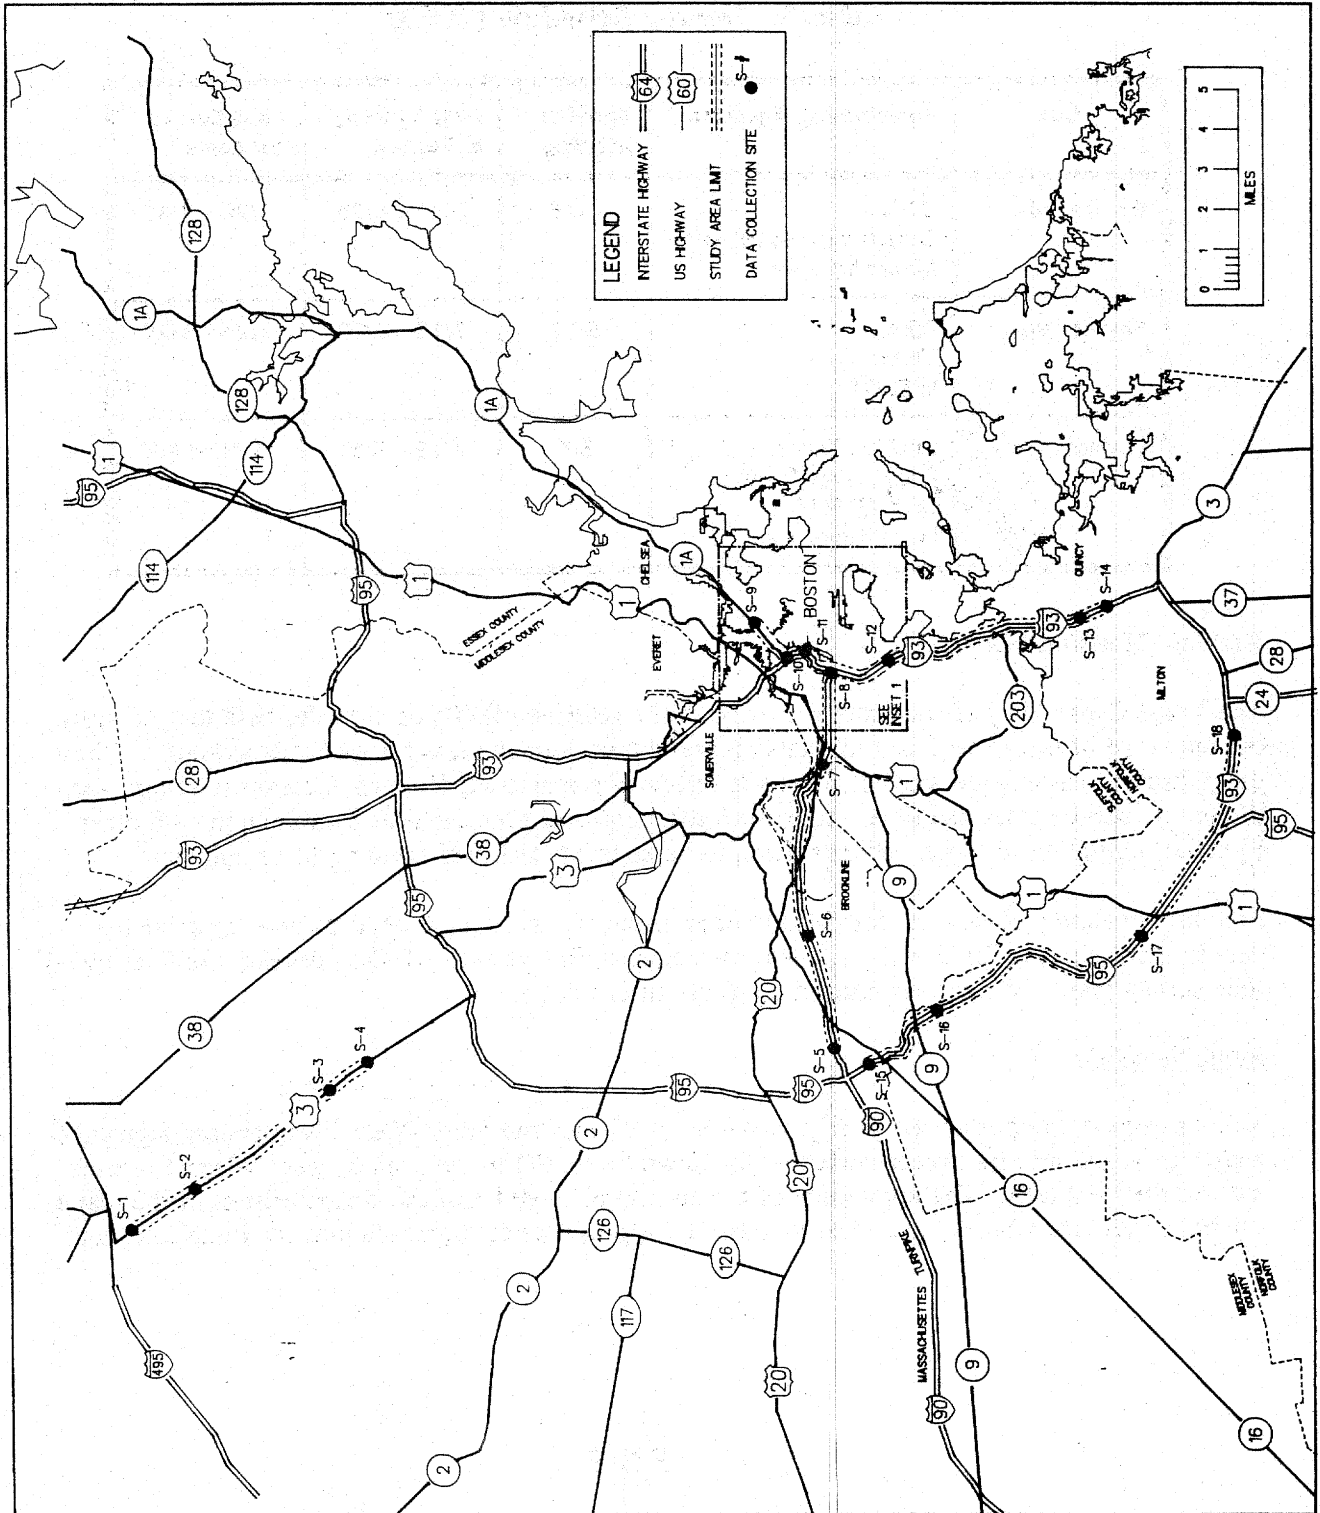 LEGEND
INTERSTATE HIGHWAY 64
US HIGHWAY 60
STUDY AREA LIMIT
DATA COLLECTION SITE S-#
0 1 2 3 4 5
MILES
128
1A
128
1A
114
1
95
114
95
1
1
1A
28
93
93
38
95
3
38
2
2
2
2
3
495
126
126
117
20
20
20
95
95
90
90
MASSACHUSETTES TURNPIKE
9
9
9
16
16
95
1
1
1
95
93
93
93
203
24
28
37
3
ESSEX COUNTY
MIDDLESEX COUNTY
CHELSEA
EVERET
SOMERVILLE
BOSTON
SEE INSET 1
BROOKLINE
QUINCY
MILTON
SUFFOLK COUNTY
NORFOLK COUNTY
MIDDLESEX COUNTY
NORFOLK COUNTY
S-1
S-2
S-3
S-4
S-5
S-6
S-7
S-8
S-9
S-10
S-11
S-12
S-13
S-14
S-15
S-16
S-17
S-18